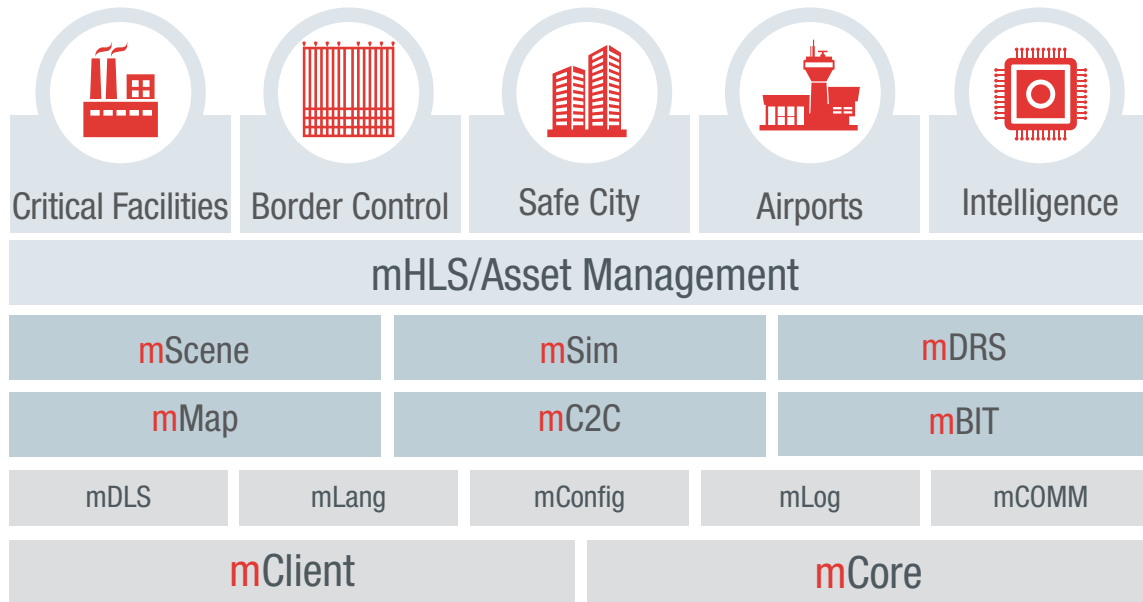 Critical Facilities
Border Control
Safe City
Airports
Intelligence
mHLS/Asset Management
mScene
mSim
mDRS
mMap
mC2C
mBIT
mDLS
mLang
mConfig
mLog
mCOMM
mClient
mCore